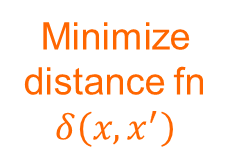 Minimize
distance fn
δ(x, x′)